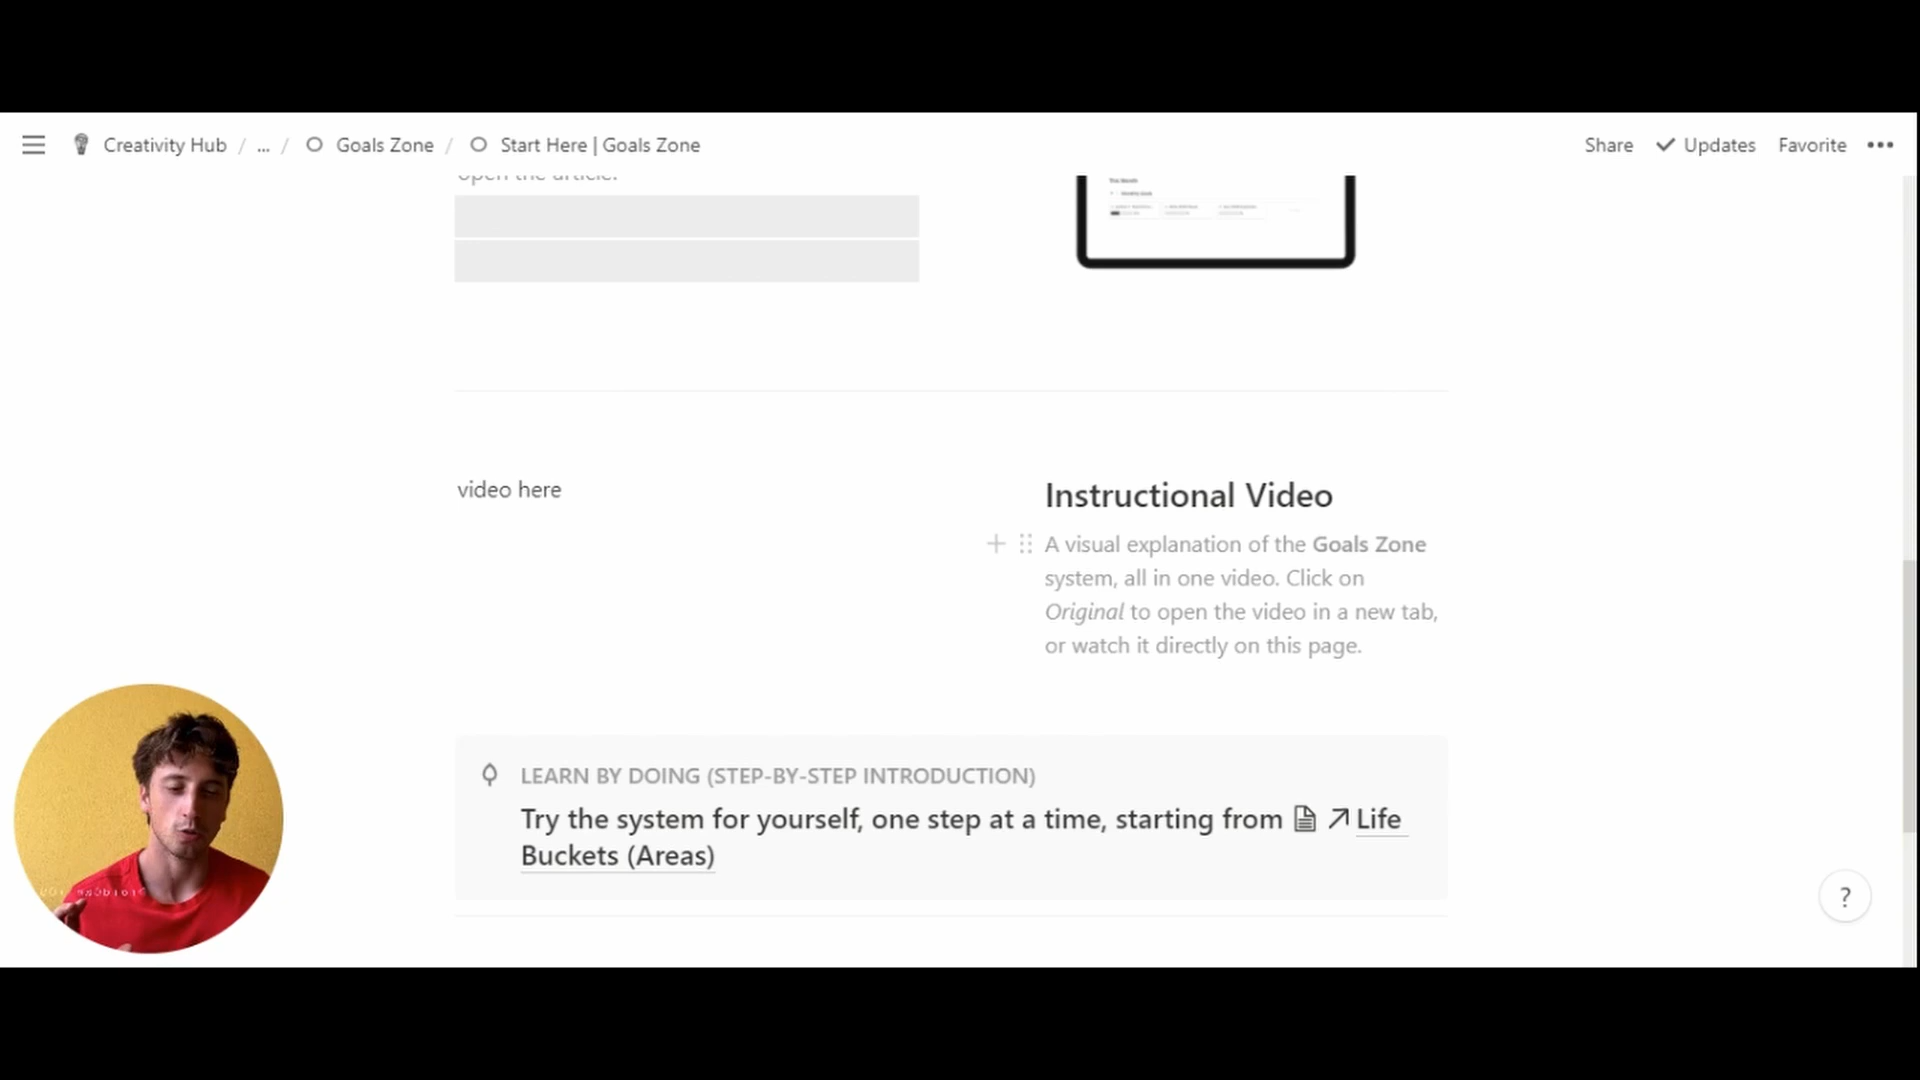 Creativity Hub / ... / Goals Zone / Start Here | Goals Zone
Share Updates Favorite
open the article.
video here
Instructional Video
A visual explanation of the Goals Zone
system, all in one video. Click on
Original to open the video in a new tab,
or watch it directly on this page.
LEARN BY DOING (STEP-BY-STEP INTRODUCTION)
Try the system for yourself, one step at a time, starting from Life
Buckets (Areas)
?